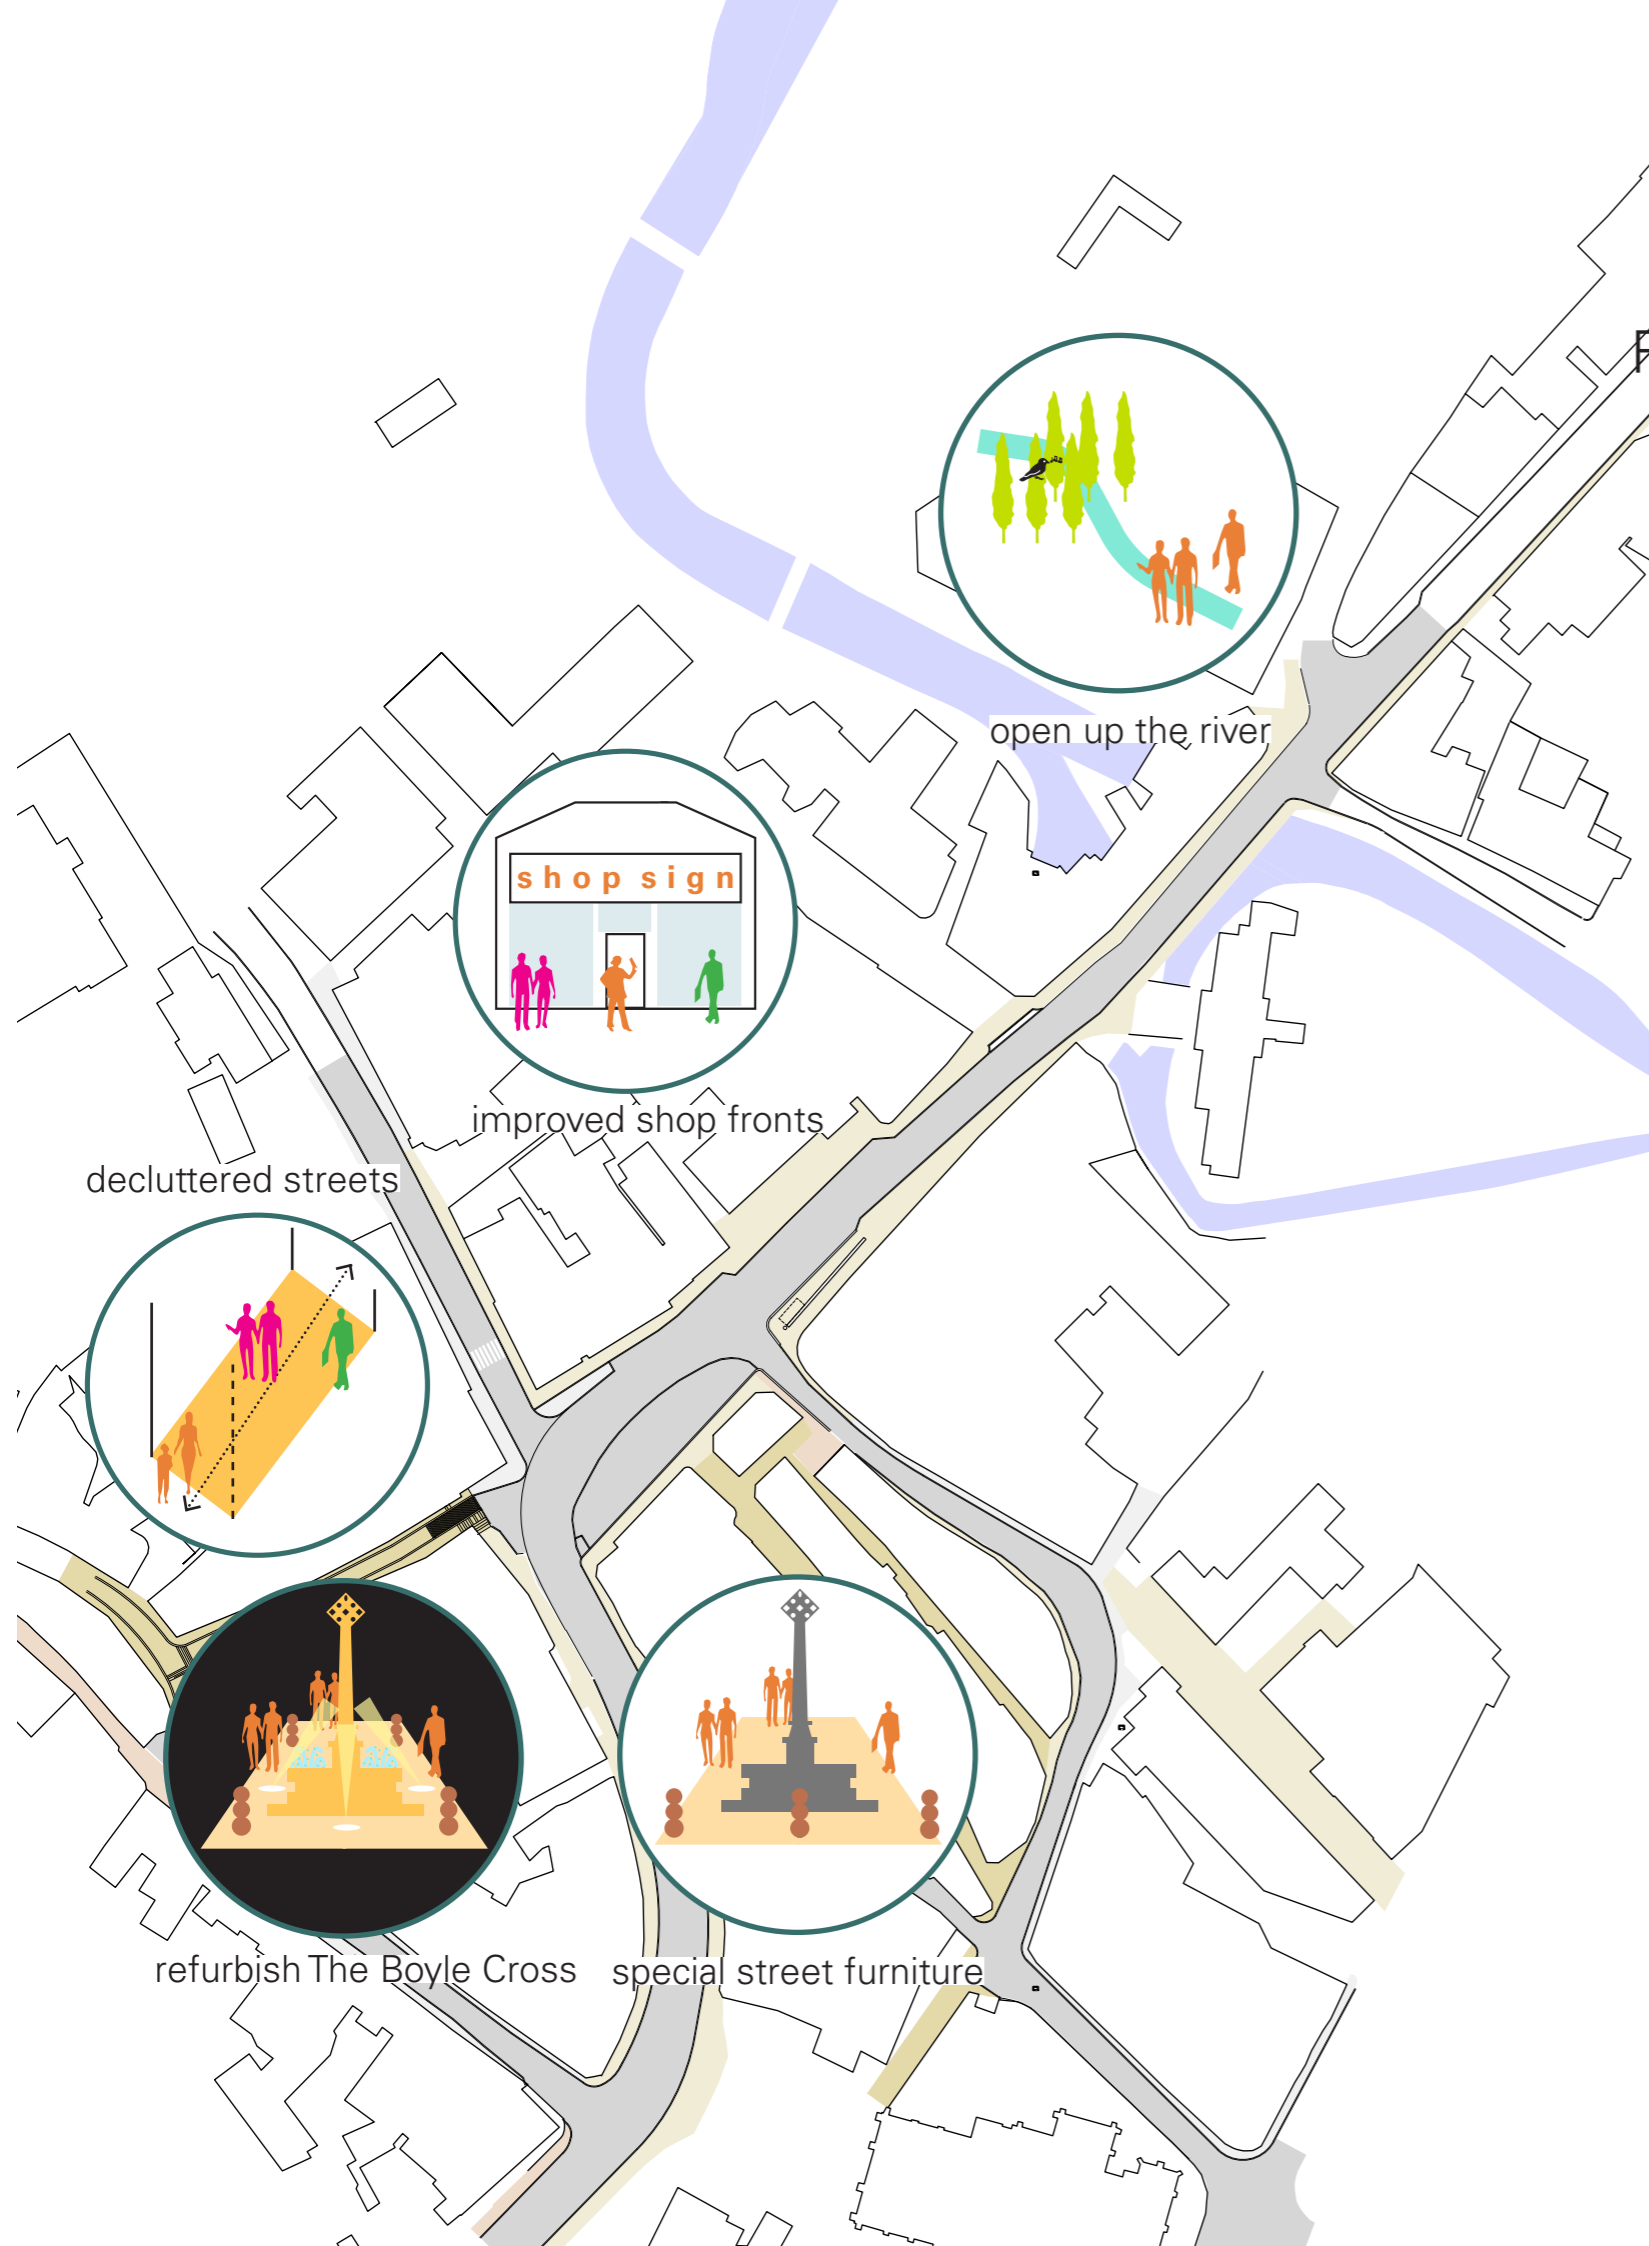 open up the river
shop sign
improved shop fronts
decluttered streets
refurbish The Boyle Cross
special street furniture